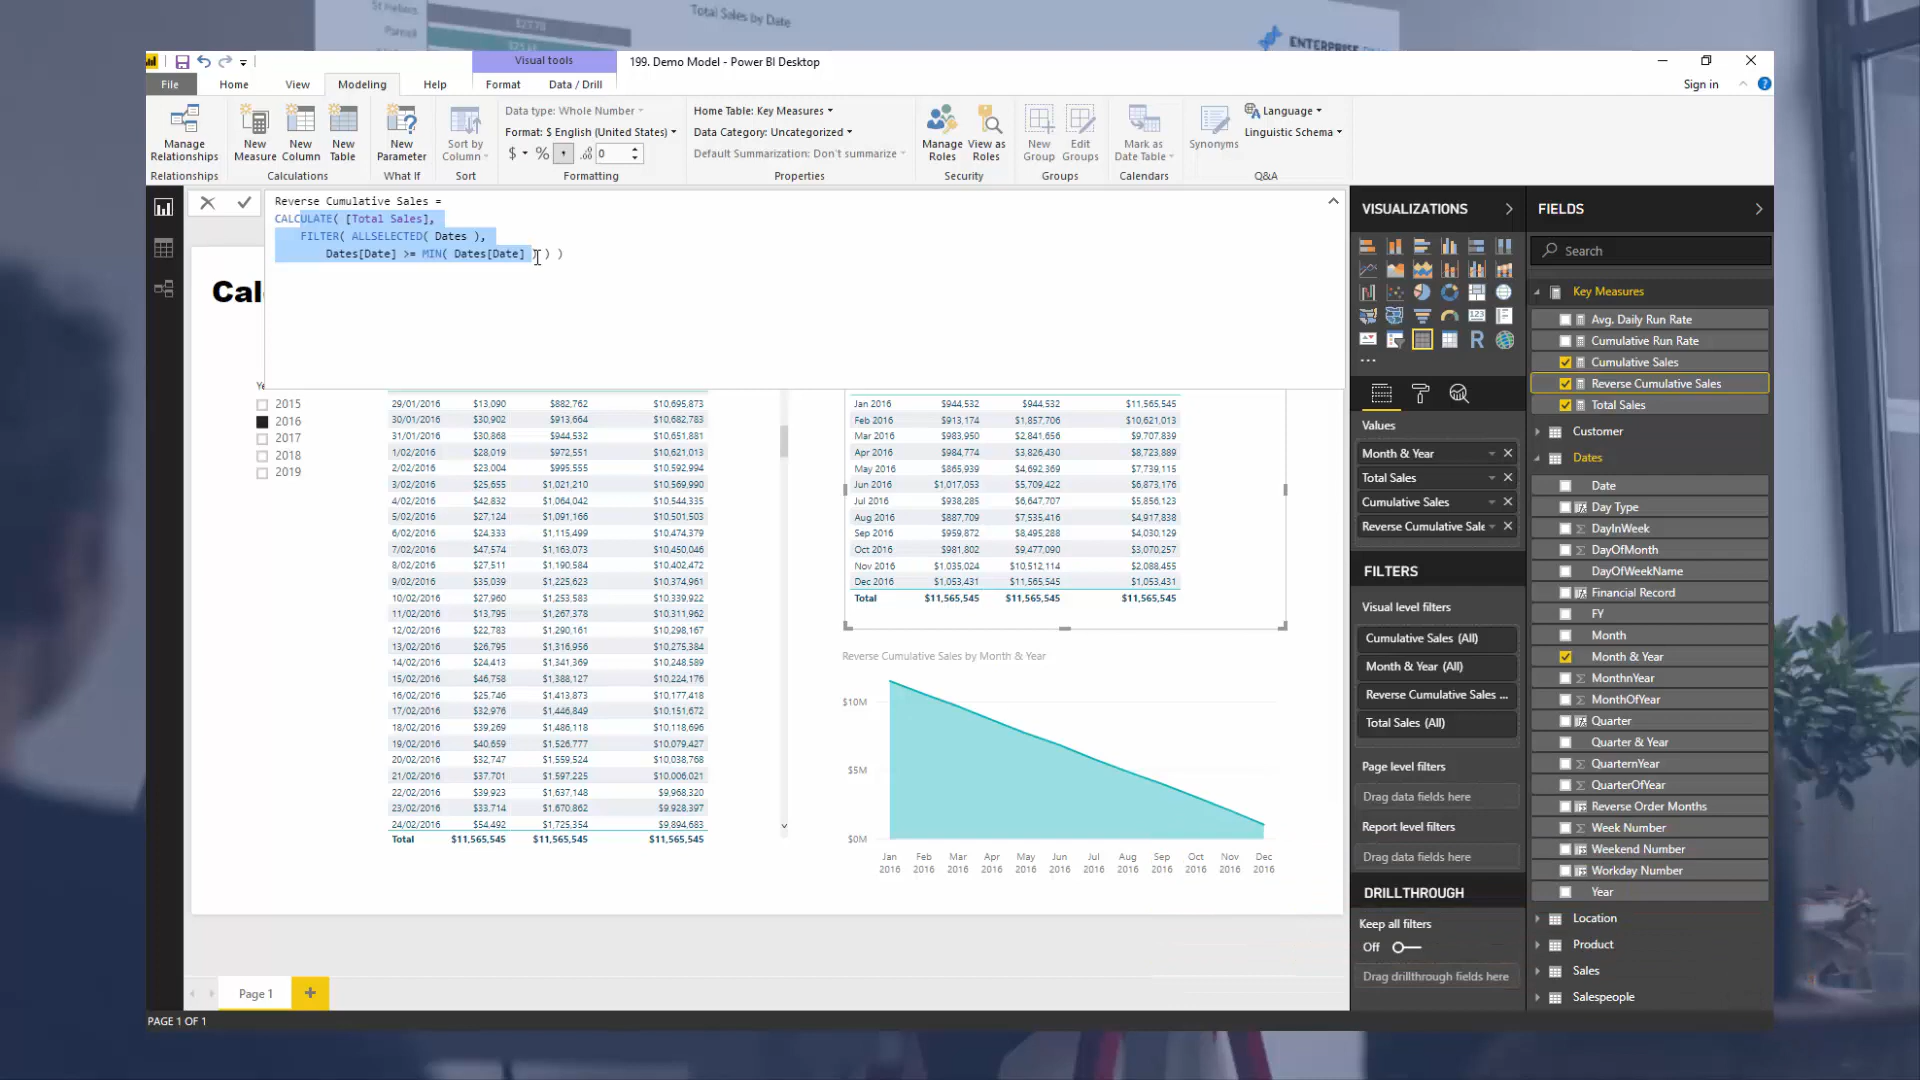 St Heliers
$2770
Parnell
Total Sales by Date
ENTERPRISE
Visual tools
199. Demo Model - Power BI Desktop
File
Home
View
Modeling
Help
Format
Data / Drill
Sign in
Manage Relationships
New Measure
New Column
New Table
New Parameter
Sort by Column
Data type: Whole Number
Format: $ English (United States)
$ % , 0
Home Table: Key Measures
Data Category: Uncategorized
Default Summarization: Don't summarize
Manage Roles
View as Roles
New Group
Edit Groups
Mark as Date Table
Synonyms
Language
Linguistic Schema
Relationships
Calculations
What If
Sort
Formatting
Properties
Security
Groups
Calendars
Q&A
Reverse Cumulative Sales =
CALCULATE( [Total Sales],
FILTER( ALLSELECTED( Dates ),
Dates[Date] >= MIN( Dates[Date] ) ) )
Cal
Ye
2015
2016
2017
2018
2019
29/01/2016 $13,090 $882,762 $10,695,873
30/01/2016 $30,902 $913,664 $10,682,783
31/01/2016 $30,868 $944,532 $10,651,881
1/02/2016 $28,019 $972,551 $10,621,013
2/02/2016 $23,004 $995,555 $10,592,994
3/02/2016 $25,655 $1,021,210 $10,569,990
4/02/2016 $42,832 $1,064,042 $10,544,335
5/02/2016 $27,124 $1,091,166 $10,501,503
6/02/2016 $24,333 $1,115,499 $10,474,379
7/02/2016 $47,574 $1,163,073 $10,450,046
8/02/2016 $27,511 $1,190,584 $10,402,472
9/02/2016 $35,039 $1,225,623 $10,374,961
10/02/2016 $27,960 $1,253,583 $10,339,922
11/02/2016 $13,795 $1,267,378 $10,311,962
12/02/2016 $22,783 $1,290,161 $10,298,167
13/02/2016 $26,795 $1,316,956 $10,275,384
14/02/2016 $24,413 $1,341,369 $10,248,589
15/02/2016 $46,758 $1,388,127 $10,224,176
16/02/2016 $25,746 $1,413,873 $10,177,418
17/02/2016 $32,976 $1,446,849 $10,151,672
18/02/2016 $39,269 $1,486,118 $10,118,696
19/02/2016 $40,659 $1,526,777 $10,079,427
20/02/2016 $32,747 $1,559,524 $10,038,768
21/02/2016 $37,701 $1,597,225 $10,006,021
22/02/2016 $39,923 $1,637,148 $9,968,320
23/02/2016 $33,714 $1,670,862 $9,928,397
24/02/2016 $54,492 $1,725,354 $9,894,683
Total $11,565,545 $11,565,545 $11,565,545
Jan 2016 $944,532 $944,532 $11,565,545
Feb 2016 $913,174 $1,857,706 $10,621,013
Mar 2016 $983,950 $2,841,656 $9,707,839
Apr 2016 $984,774 $3,826,430 $8,723,889
May 2016 $865,939 $4,692,369 $7,739,115
Jun 2016 $1,017,053 $5,709,422 $6,873,176
Jul 2016 $938,285 $6,647,707 $5,856,123
Aug 2016 $887,709 $7,535,416 $4,917,838
Sep 2016 $959,872 $8,495,288 $4,030,129
Oct 2016 $981,802 $9,477,090 $3,070,257
Nov 2016 $1,035,024 $10,512,114 $2,088,455
Dec 2016 $1,053,431 $11,565,545 $1,053,431
Total $11,565,545 $11,565,545 $11,565,545
Reverse Cumulative Sales by Month & Year
$10M
$5M
$0M
Jan Feb Mar Apr May Jun Jul Aug Sep Oct Nov Dec
2016 2016 2016 2016 2016 2016 2016 2016 2016 2016 2016 2016
Page 1
PAGE 1 OF 1
VISUALIZATIONS
Values
Month & Year
Total Sales
Cumulative Sales
Reverse Cumulative Sale
FILTERS
Visual level filters
Cumulative Sales (All)
Month & Year (All)
Reverse Cumulative Sales ...
Total Sales (All)
Page level filters
Drag data fields here
Report level filters
Drag data fields here
DRILLTHROUGH
Keep all filters
Off
Drag drillthrough fields here
FIELDS
Search
Key Measures
Avg. Daily Run Rate
Cumulative Run Rate
Cumulative Sales
Reverse Cumulative Sales
Total Sales
Customer
Dates
Date
Day Type
DayInWeek
DayOfMonth
DayOfWeekName
Financial Record
FY
Month
Month & Year
MonthnYear
MonthOfYear
Quarter
Quarter & Year
QuarternYear
QuarterOfYear
Reverse Order Months
Week Number
Weekend Number
Workday Number
Year
Location
Product
Sales
Salespeople